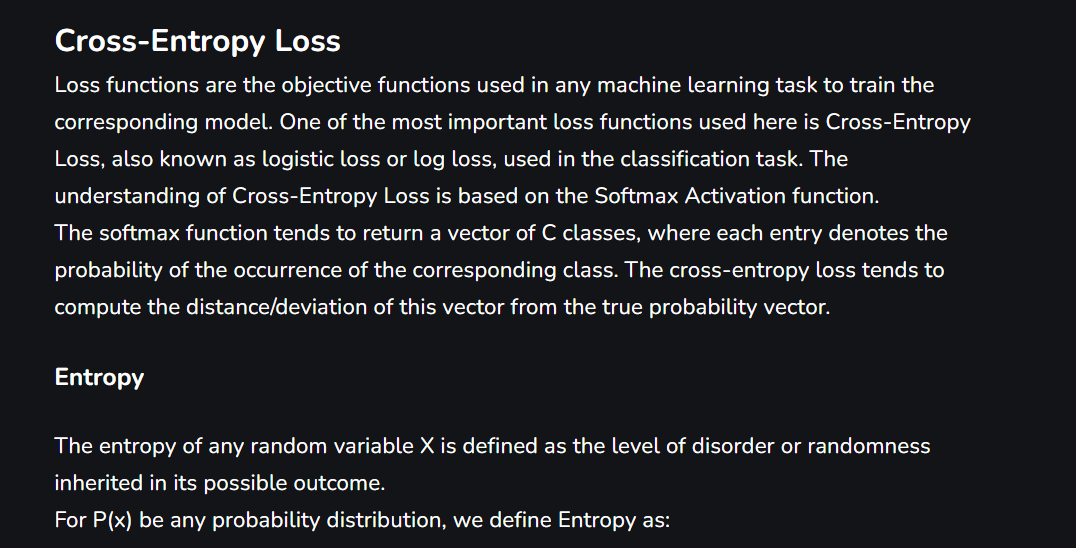 Cross-Entropy Loss
Loss functions are the objective functions used in any machine learning task to train the
corresponding model. One of the most important loss functions used here is Cross-Entropy
Loss, also known as logistic loss or log loss, used in the classification task. The
understanding of Cross-Entropy Loss is based on the Softmax Activation function.
The softmax function tends to return a vector of C classes, where each entry denotes the
probability of the occurrence of the corresponding class. The cross-entropy loss tends to
compute the distance/deviation of this vector from the true probability vector.
Entropy
The entropy of any random variable X is defined as the level of disorder or randomness
inherited in its possible outcome.
For P(x) be any probability distribution, we define Entropy as: